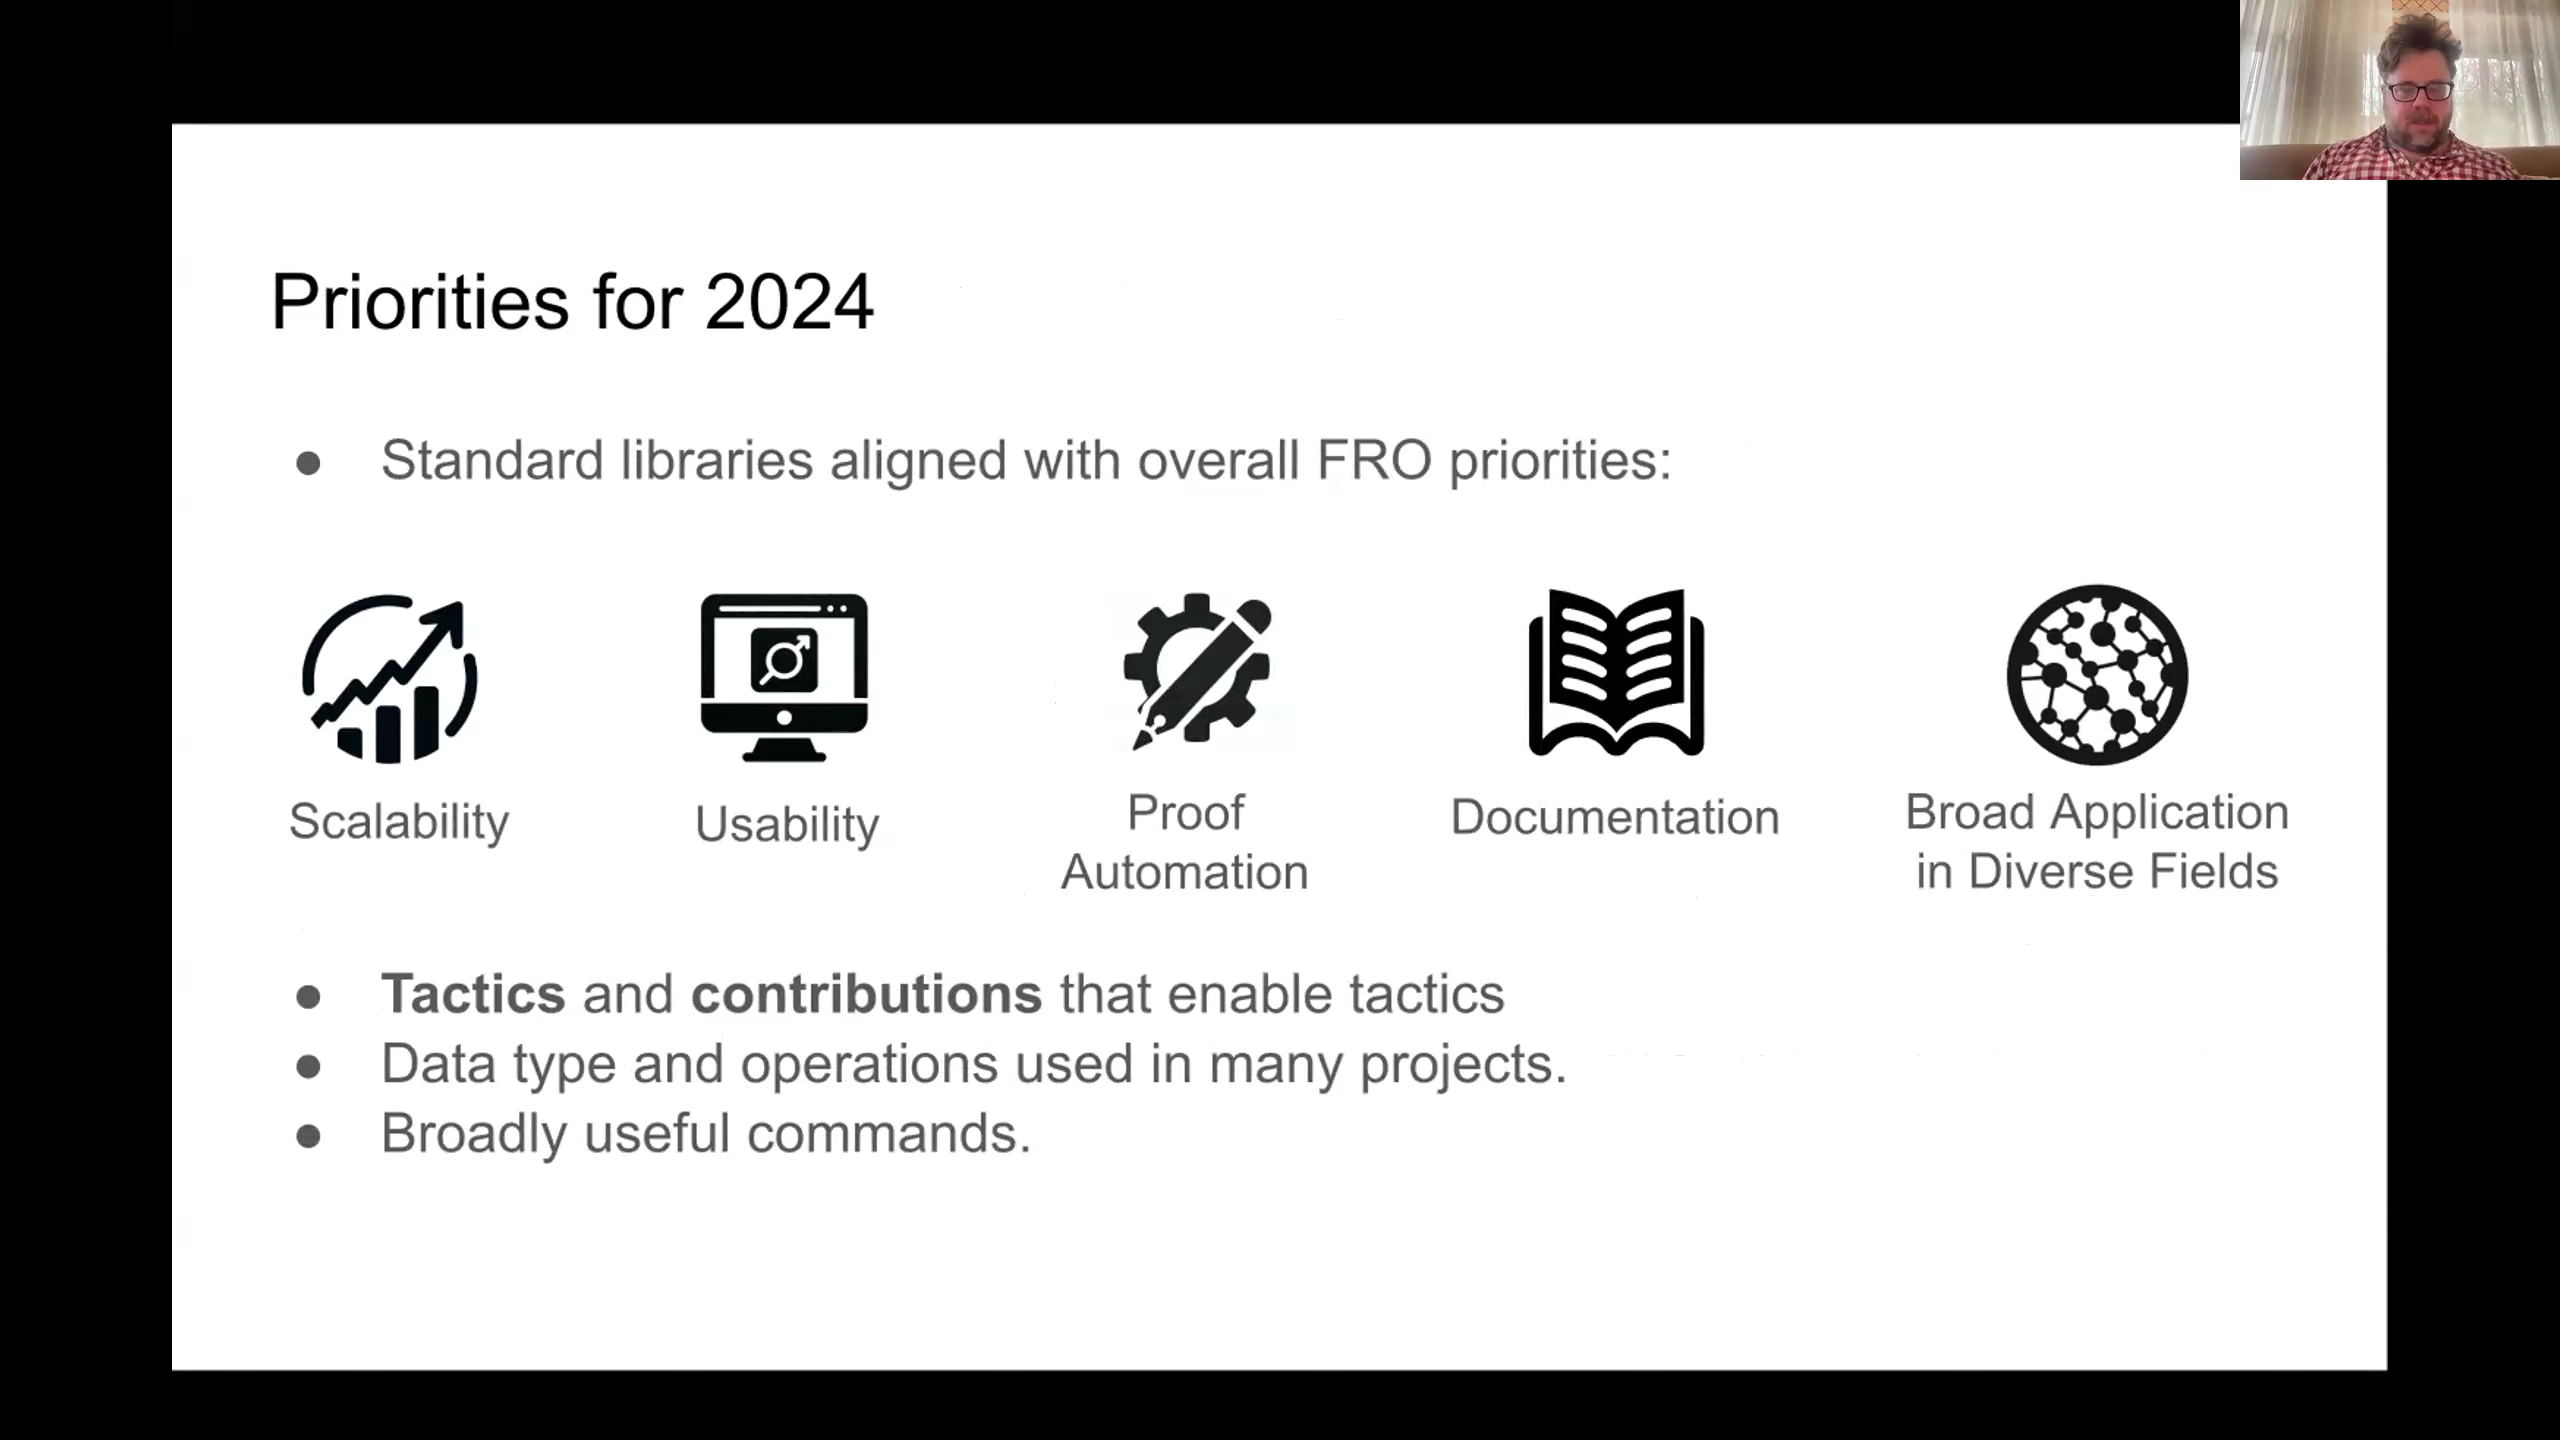 Priorities for 2024
● Standard libraries aligned with overall FRO priorities:
Scalability
Usability
Proof
Automation
Documentation
Broad Application
in Diverse Fields
● Tactics and contributions that enable tactics
● Data type and operations used in many projects.
● Broadly useful commands.